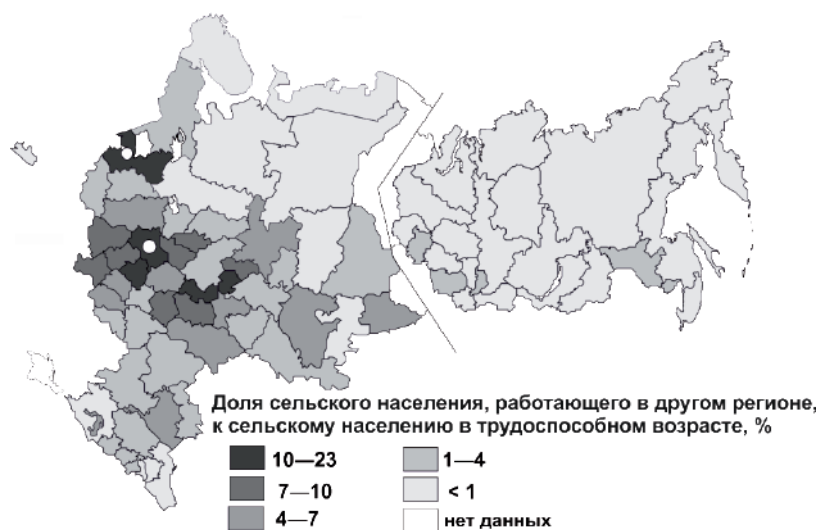 Доля сельского населения, работающего в другом регионе,
к сельскому населению в трудоспособном возрасте, %
10—23
7—10
4—7
1—4
< 1
нет данных